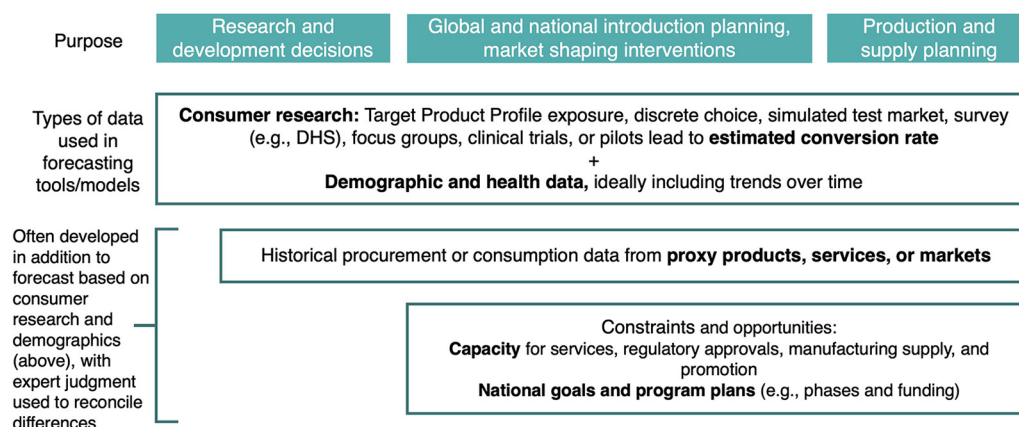 Purpose
Research and
development decisions
Global and national introduction planning,
market shaping interventions
Production and
supply planning
Types of data
used in
forecasting
tools/models
Consumer research: Target Product Profile exposure, discrete choice, simulated test market, survey
(e.g., DHS), focus groups, clinical trials, or pilots lead to estimated conversion rate
+
Demographic and health data, ideally including trends over time
Often developed
in addition to
forecast based on
consumer
research and
demographics
(above), with
expert judgment
used to reconcile
differences
Historical procurement or consumption data from proxy products, services, or markets
Constraints and opportunities:
Capacity for services, regulatory approvals, manufacturing supply, and
promotion
National goals and program plans (e.g., phases and funding)